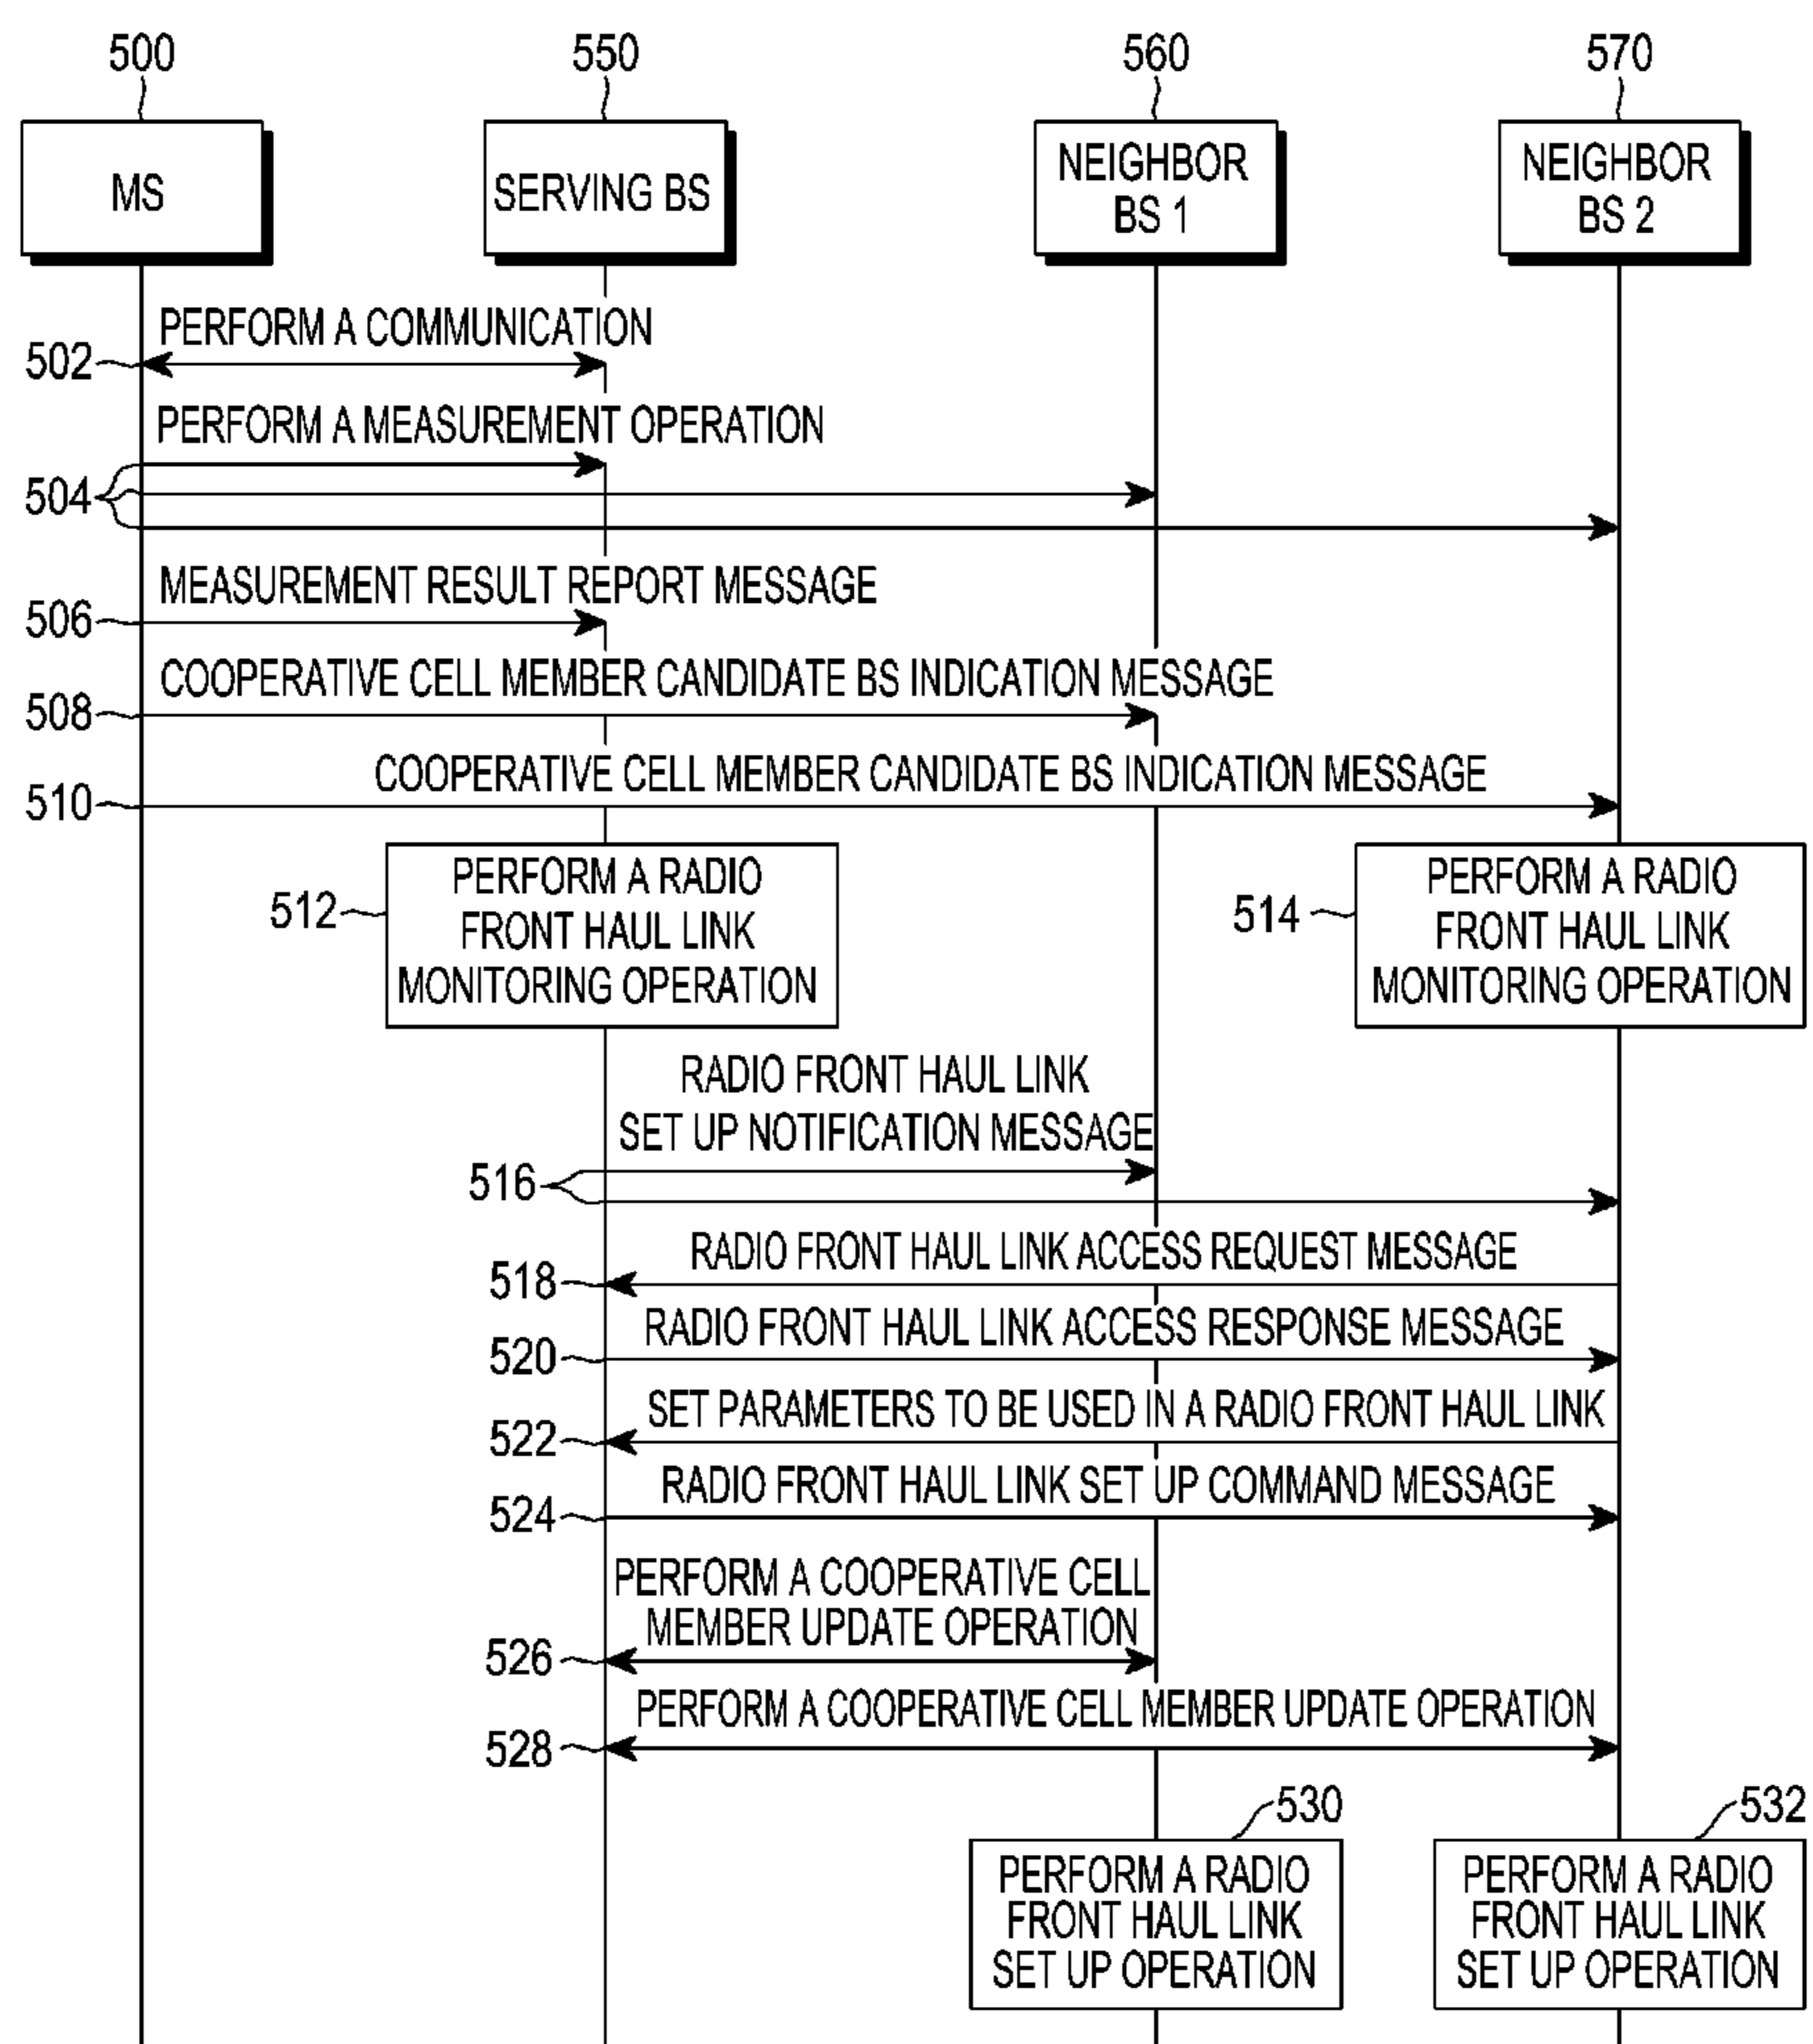 500
550
560
570
MS
SERVING BS
NEIGHBOR
BS 1
NEIGHBOR
BS 2
PERFORM A COMMUNICATION
502
PERFORM A MEASUREMENT OPERATION
504
MEASUREMENT RESULT REPORT MESSAGE
506
COOPERATIVE CELL MEMBER CANDIDATE BS INDICATION MESSAGE
508
COOPERATIVE CELL MEMBER CANDIDATE BS INDICATION MESSAGE
510
512
PERFORM A RADIO
FRONT HAUL LINK
MONITORING OPERATION
514
PERFORM A RADIO
FRONT HAUL LINK
MONITORING OPERATION
RADIO FRONT HAUL LINK
SET UP NOTIFICATION MESSAGE
516
RADIO FRONT HAUL LINK ACCESS REQUEST MESSAGE
518
RADIO FRONT HAUL LINK ACCESS RESPONSE MESSAGE
520
SET PARAMETERS TO BE USED IN A RADIO FRONT HAUL LINK
522
RADIO FRONT HAUL LINK SET UP COMMAND MESSAGE
524
PERFORM A COOPERATIVE CELL
MEMBER UPDATE OPERATION
526
PERFORM A COOPERATIVE CELL MEMBER UPDATE OPERATION
528
530
532
PERFORM A RADIO
FRONT HAUL LINK
SET UP OPERATION
PERFORM A RADIO
FRONT HAUL LINK
SET UP OPERATION